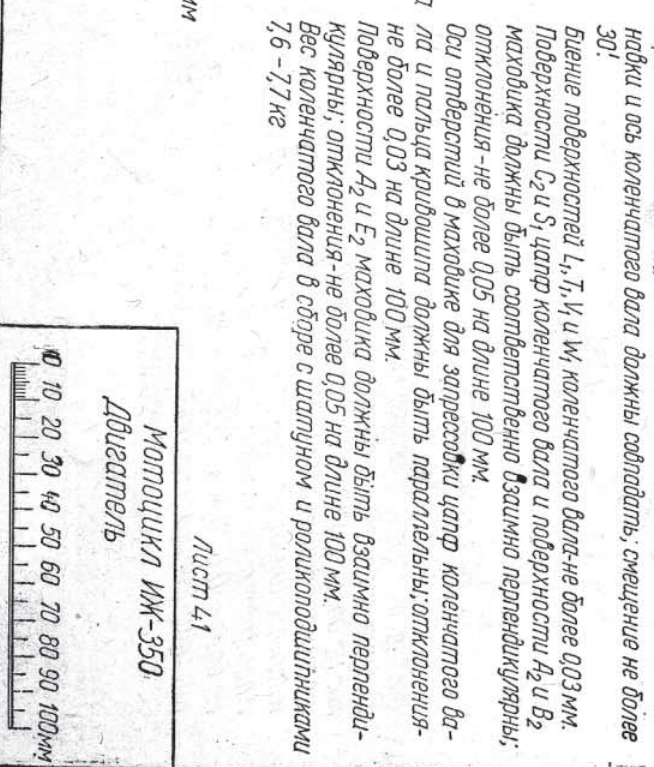 навки и ось коленчатого вала должны совпадать; смещение не более
30!
Биение поверхностей L₁, T₁, V₁ и W₁ коленчатого вала-не более 0,03 мм.
Поверхности C₂ и S₁ цапф коленчатого вала и поверхности A₂ и B₂
маховика должны быть соответственно взаимно перпендикулярны;
отклонения-не более 0,05 на длине 100 мм.
Оси отверстий в маховике для запрессовки цапф коленчатого ва-
ла и пальца кривошипа должны быть параллельны; отклонения-
не более 0,03 на длине 100 мм.
Поверхности A₂ и E₂ маховика должны быть взаимно перпенди-
кулярны; отклонения-не более 0,05 на длине 100 мм.
Вес коленчатого вала в сборе с шатуном и роликоподшипниками
7,6-7,7 кг
мм
Лист 41
Мотоцикл ИЖ-350
Двигатель
10 10 20 30 40 50 60 70 80 90 100мм